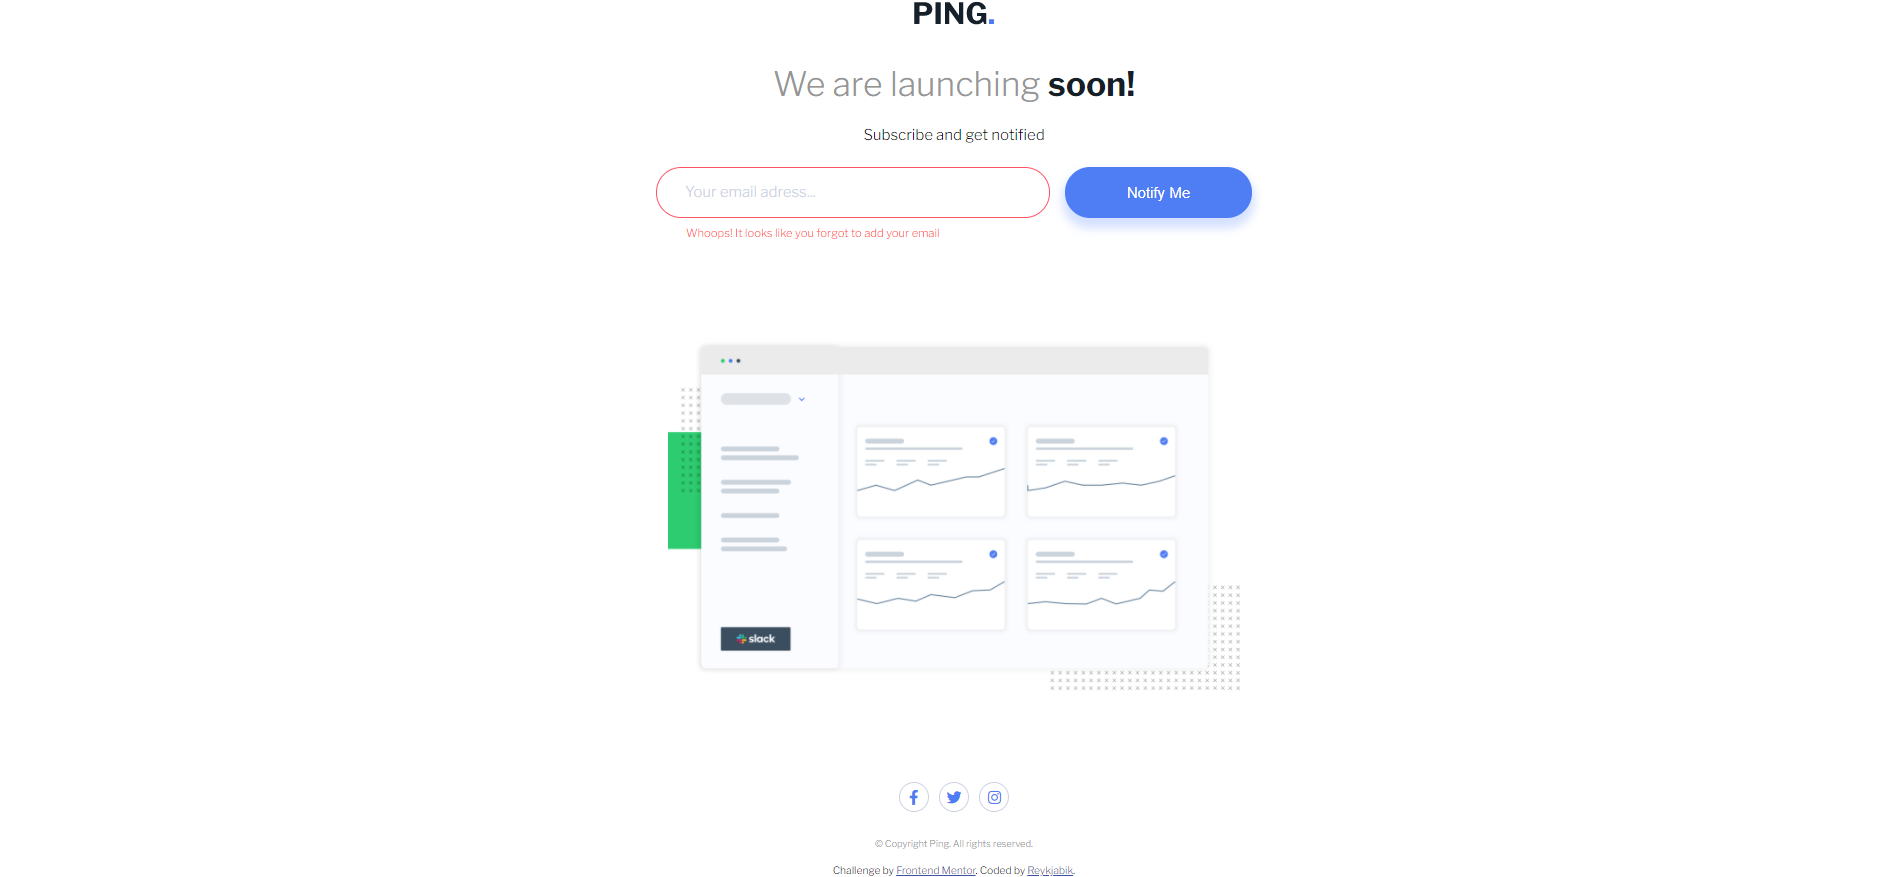 PING.
We are launching soon!
Subscribe and get notified
Your email adress...
Notify Me
Whoops! It looks like you forgot to add your email
slack
© Copyright Ping. All rights reserved.
Challenge by Frontend Mentor. Coded by Reykjabik.